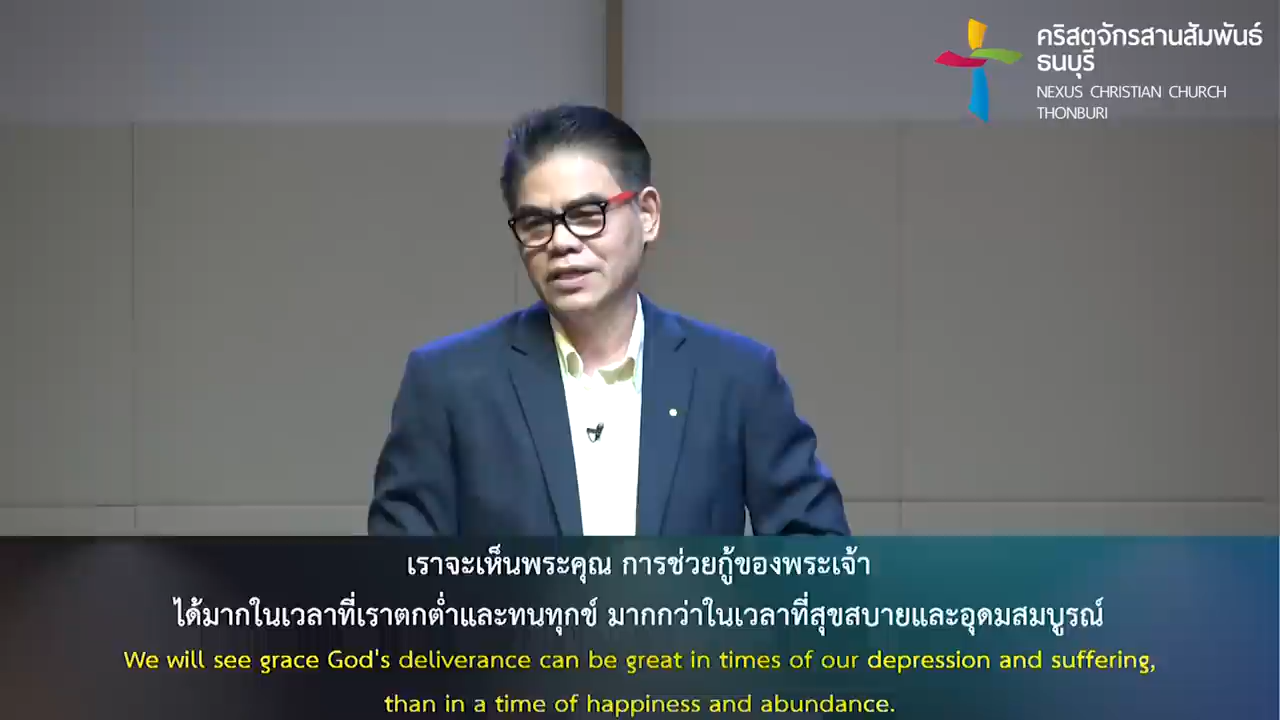 คริสตจักรสานสัมพันธ์
ธนบุรี
NEXUS CHRISTIAN CHURCH
THONBURI
เราจะเห็นพระคุณ การช่วยกู้ของพระเจ้า
ได้มากในเวลาที่เราตกต่ำและทนทุกข์ มากกว่าในเวลาที่สุขสบายและอุดมสมบูรณ์
We will see grace God's deliverance can be great in times of our depression and suffering,
than in a time of happiness and abundance.